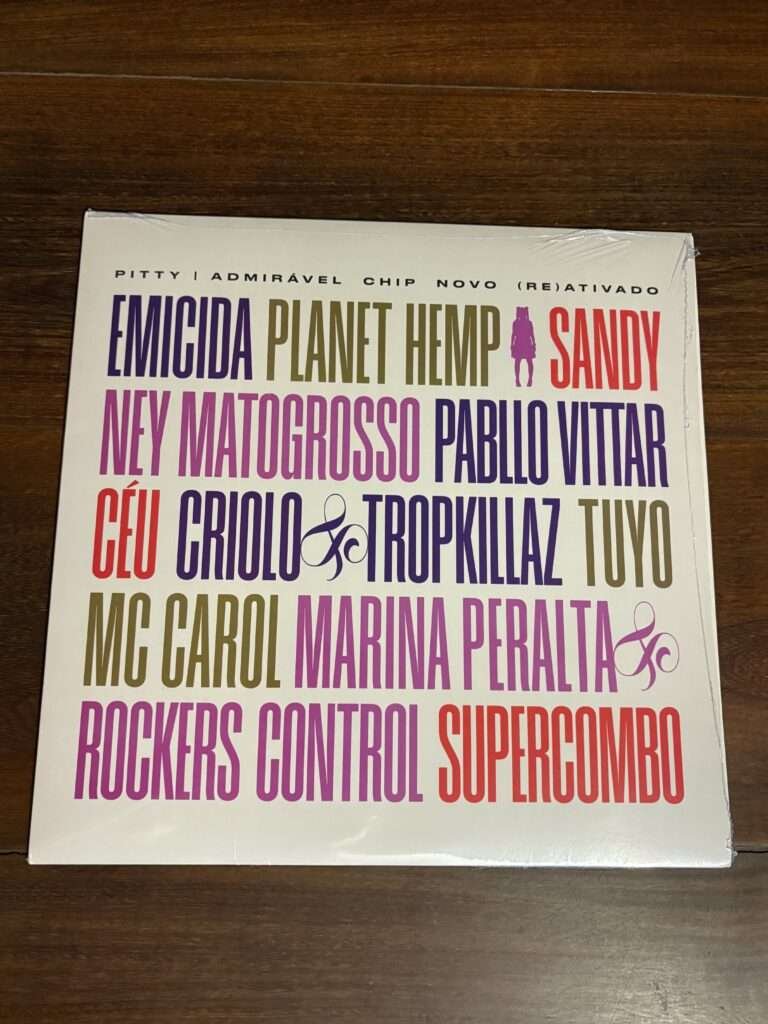 PITTY | ADMIRÁVEL CHIP NOVO (RE)ATIVADO
EMICIDA PLANET HEMP SANDY
NEY MATOGROSSO PABLLO VITTAR
CÉU CRIOLO & TROPKILLAZ TUYO
MC CAROL MARINA PERALTA &
ROCKERS CONTROL SUPERCOMBO